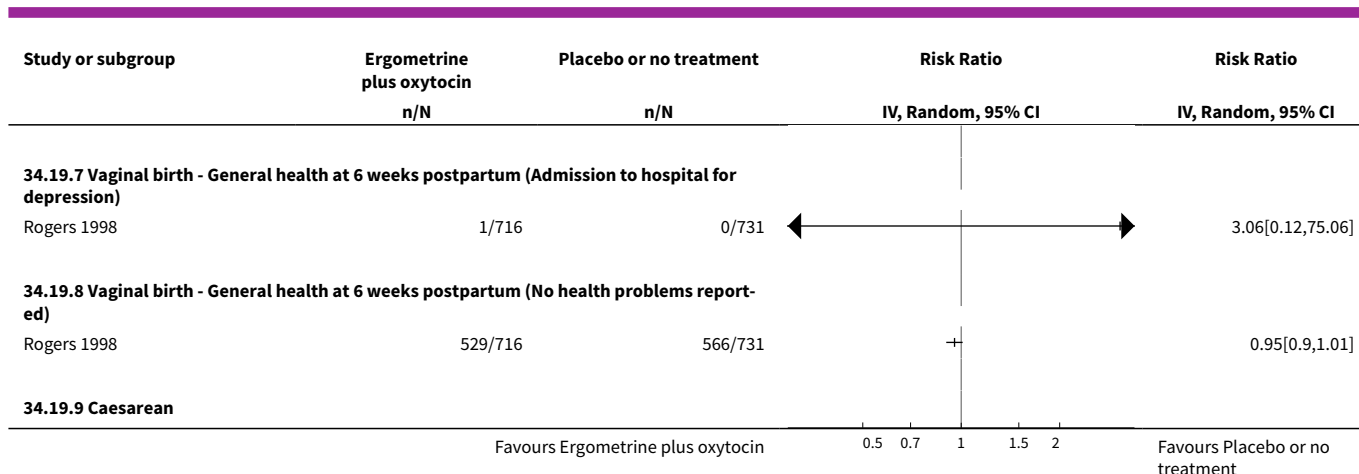 Study or subgroup Ergometrine plus oxytocin Placebo or no treatment Risk Ratio Risk Ratio
n/N n/N IV, Random, 95% CI IV, Random, 95% CI
34.19.7 Vaginal birth - General health at 6 weeks postpartum (Admission to hospital for
depression)
Rogers 1998 1/716 0/731 3.06[0.12,75.06]
34.19.8 Vaginal birth - General health at 6 weeks postpartum (No health problems report-
ed)
Rogers 1998 529/716 566/731 0.95[0.9,1.01]
34.19.9 Caesarean
Favours Ergometrine plus oxytocin 0.5 0.7 1 1.5 2 Favours Placebo or no
treatment